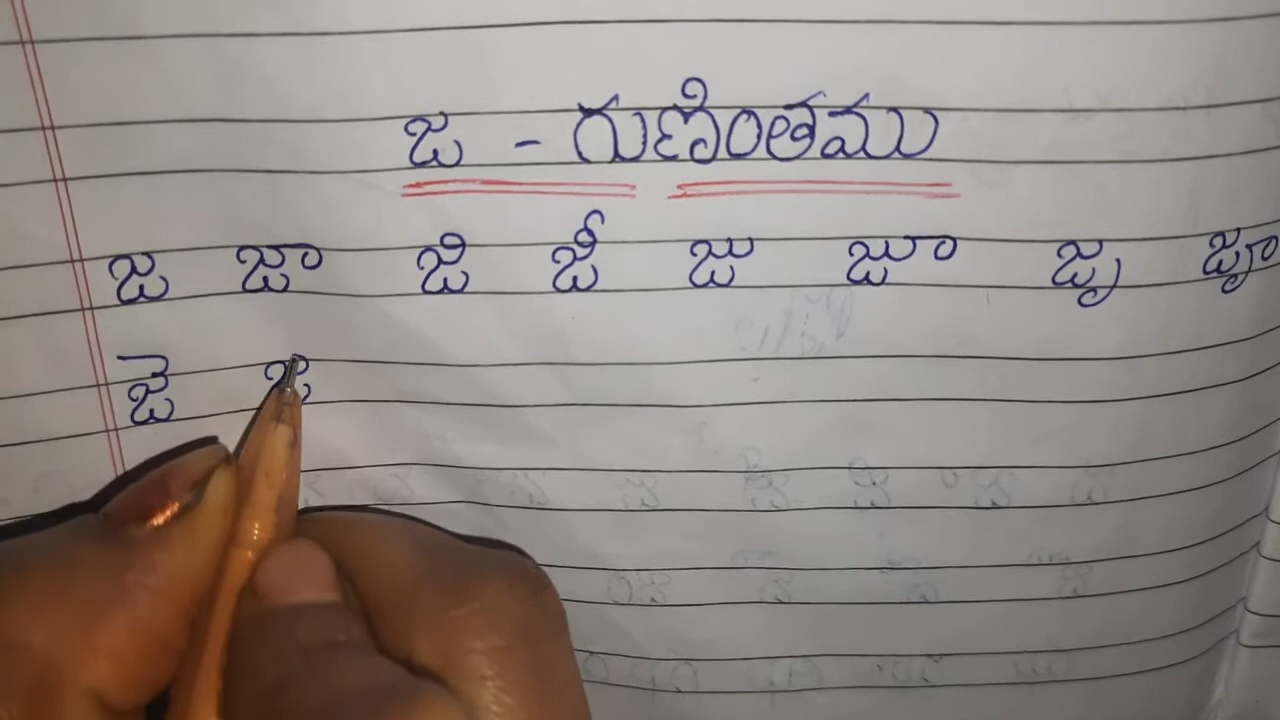 జ - గుణింతము
జ జా జి జీ జు జూ జృ జౄ
జె